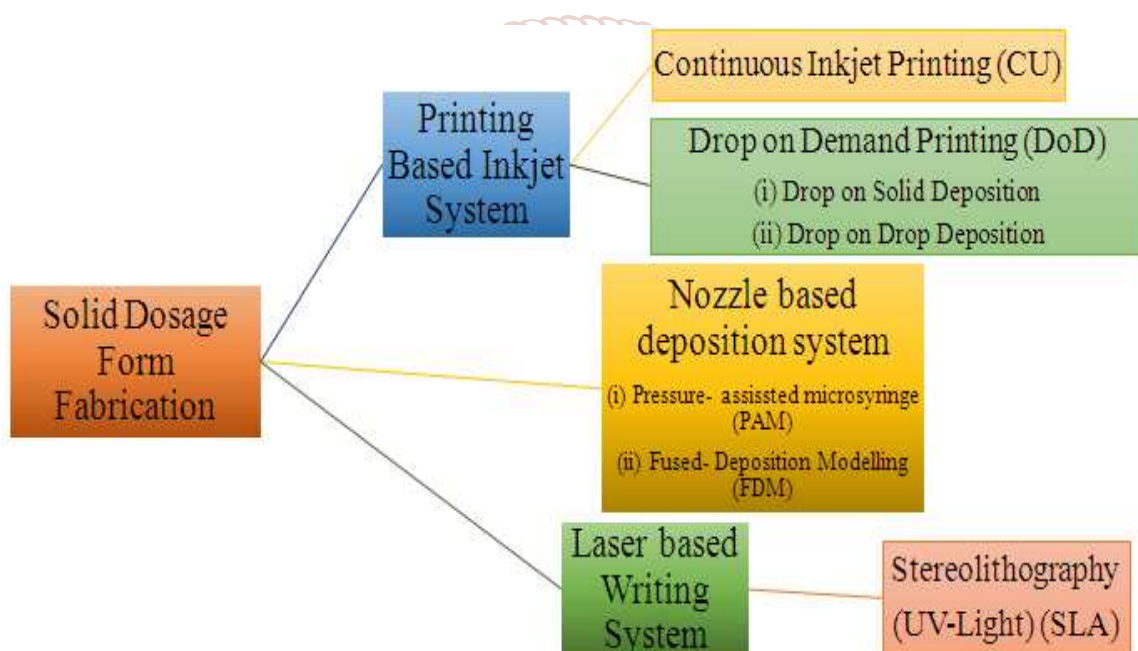 Solid Dosage
Form
Fabrication
Printing
Based Inkjet
System
Continuous Inkjet Printing (CU)
Drop on Demand Printing (DoD)
(i) Drop on Solid Deposition
(ii) Drop on Drop Deposition
Nozzle based
deposition system
(i) Pressure- assissted microsyringe
(PAM)
(ii) Fused- Deposition Modelling
(FDM)
Laser based
Writing
System
Stereolithography
(UV-Light) (SLA)